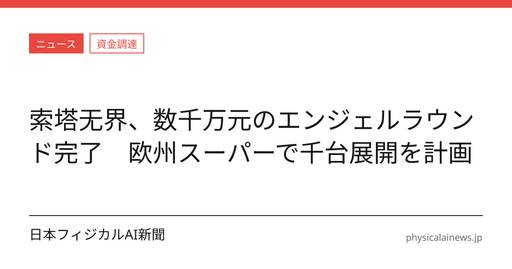 ニュース 資金調達
索塔无界、数千万元のエンジェルラウン
ド完了　欧州スーパーで千台展開を計画
日本フィジカルAI新聞
physicalainews.jp